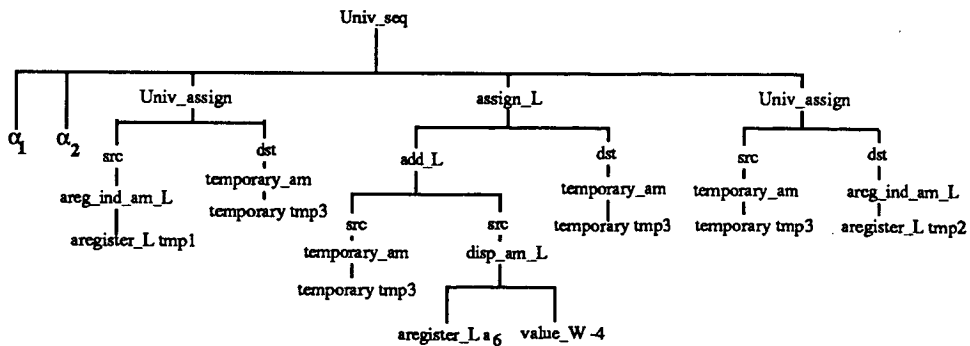 Univ_seq
Univ_assign assign_L Univ_assign
α1 α2
src dst add_L dst src dst
areg_ind_am_L temporary_am temporary_am temporary_am areg_ind_am_L
aregister_L tmp1 temporary tmp3 src src temporary tmp3 temporary tmp3 aregister_L tmp2
temporary_am disp_am_L
temporary tmp3
aregister_L a6 value_W -4